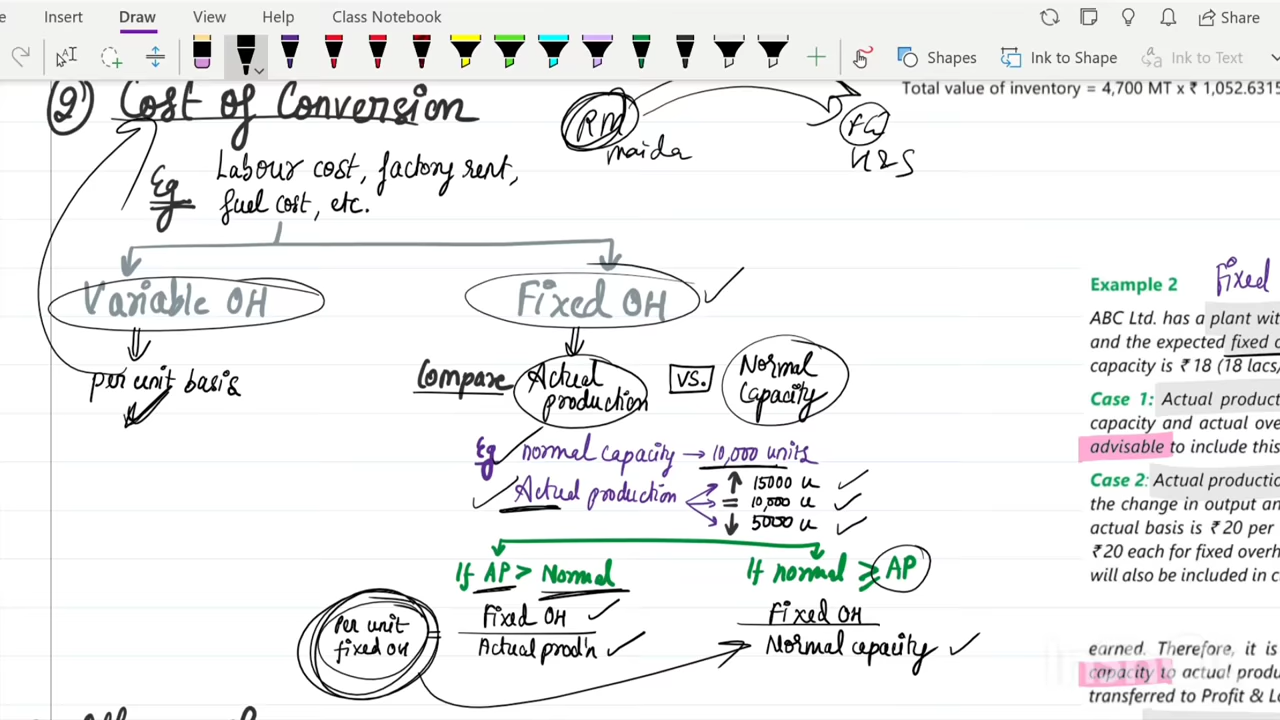 Insert Draw View Help Class Notebook Share
Shapes Ink to Shape Ink to Text
(2) Cost of Conversion
RM
maida
FG
Total value of inventory = 4,700 MT x ₹ 1,052.6315
Eg Labour cost, factory rent,
fuel cost, etc.
Variable OH
Fixed OH
per unit basis
Compare Actual production vs. Normal Capacity
Eg normal capacity → 10,000 units
Actual production ↑ 15000 u
= 10,000 u
↓ 5000 u
If AP > Normal
If normal ⩾ AP
Per unit fixed OH = Fixed OH
Actual prodn
Fixed OH
Normal capacity
Example 2 Fixed
ABC Ltd. has a plant wit
and the expected fixed o
capacity is ₹ 18 (18 lacs/
Case 1: Actual product
capacity and actual ove
advisable to include this
Case 2: Actual productio
the change in output an
actual basis is ₹ 20 per
₹ 20 each for fixed overh
will also be included in c
earned. Therefore, it is
capacity to actual produ
transferred to Profit & L